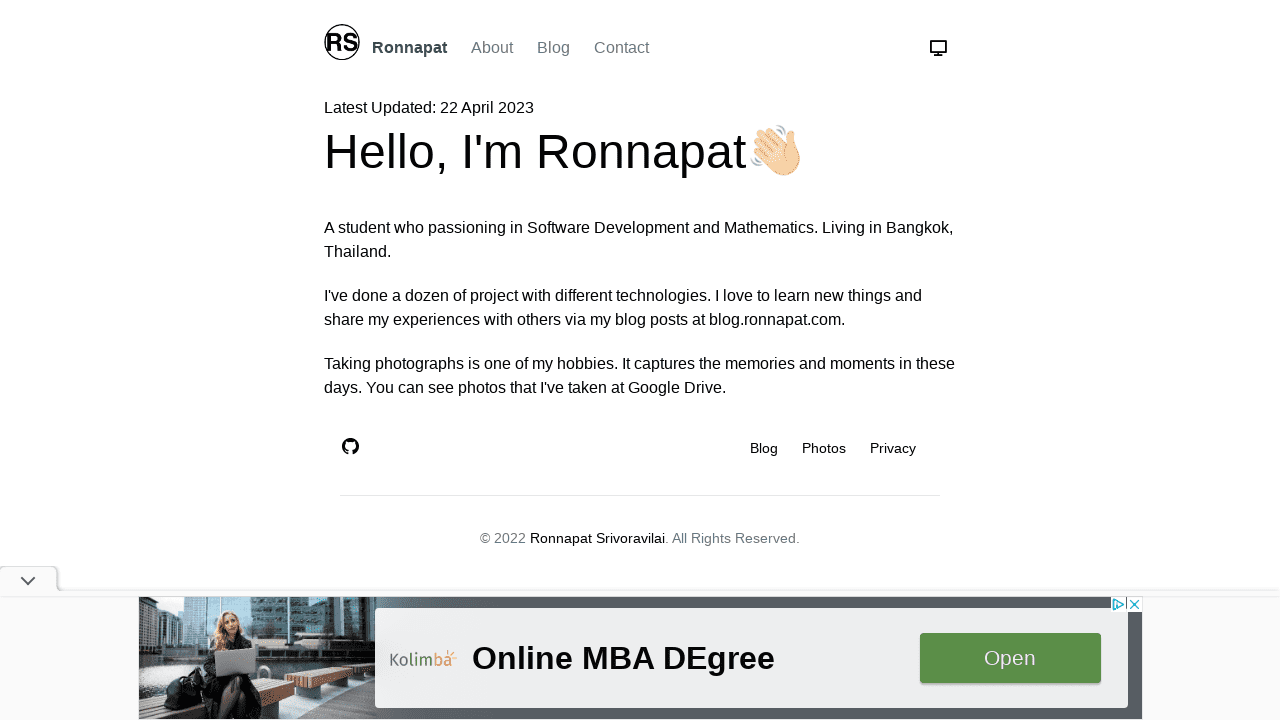 RS
Ronnapat About Blog Contact
Latest Updated: 22 April 2023
Hello, I'm Ronnapat👋🏻
A student who passioning in Software Development and Mathematics. Living in Bangkok,
Thailand.
I've done a dozen of project with different technologies. I love to learn new things and
share my experiences with others via my blog posts at blog.ronnapat.com.
Taking photographs is one of my hobbies. It captures the memories and moments in these
days. You can see photos that I've taken at Google Drive.
Blog Photos Privacy
© 2022 Ronnapat Srivoravilai. All Rights Reserved.
Kolimba
Online MBA DEgree
Open